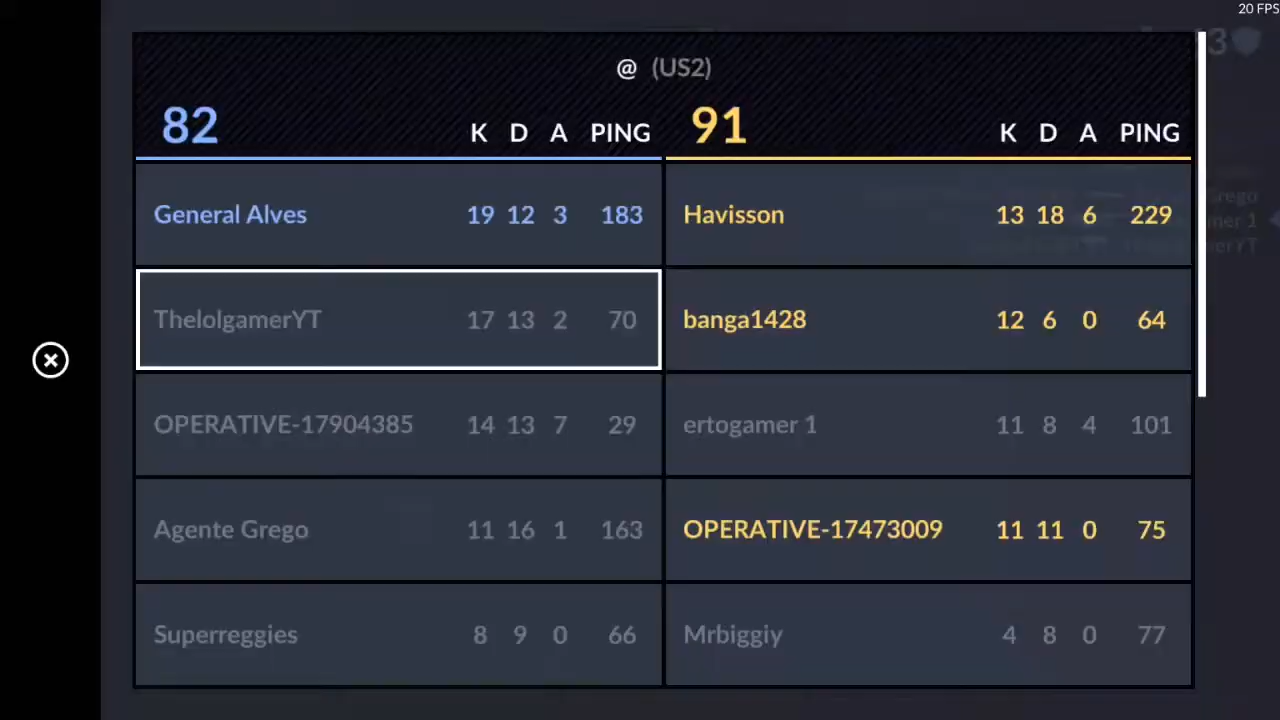 20 FPS
@ (US2)
82 K D A PING 91 K D A PING
General Alves 19 12 3 183 Havisson 13 18 6 229
ThelolgamerYT 17 13 2 70 banga1428 12 6 0 64
OPERATIVE-17904385 14 13 7 29 ertogamer 1 11 8 4 101
Agente Grego 11 16 1 163 OPERATIVE-17473009 11 11 0 75
Superreggies 8 9 0 66 Mrbiggiy 4 8 0 77